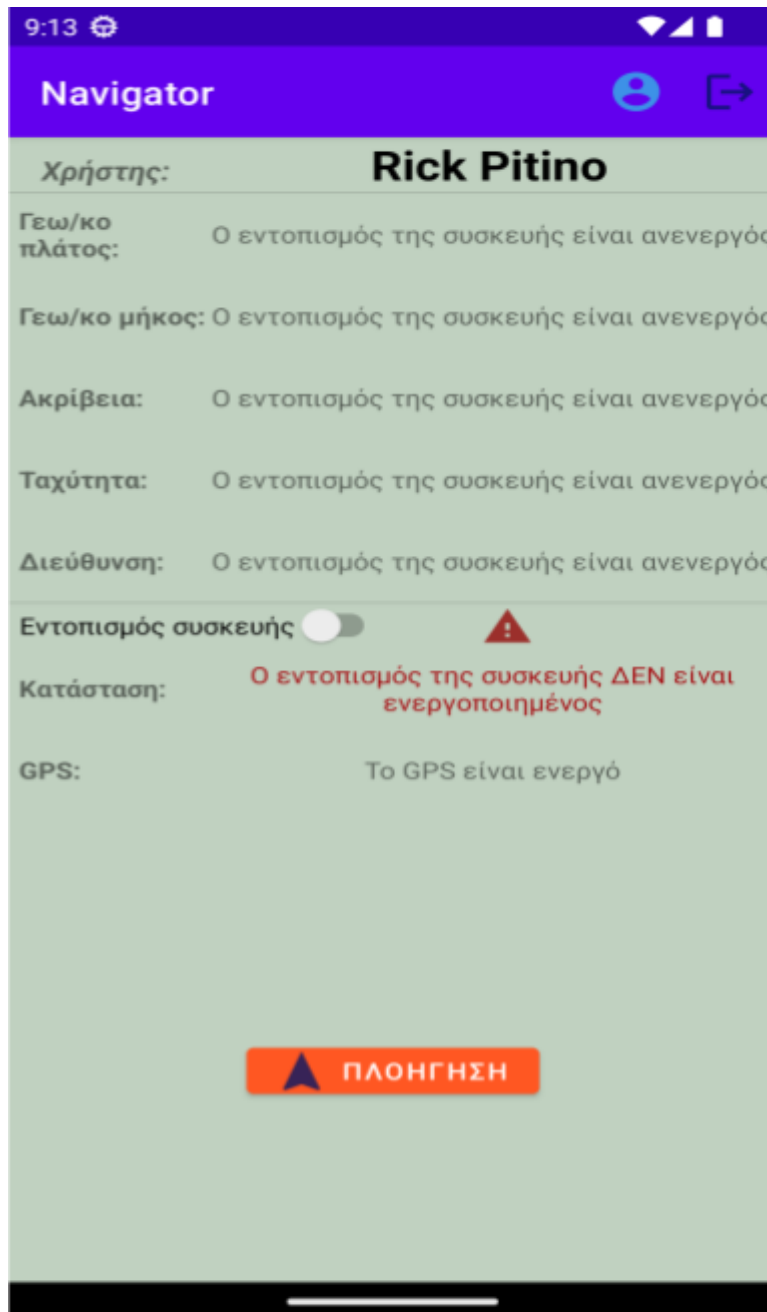 9:13
Navigator
Χρήστης: Rick Pitino
Γεω/κο
πλάτος: Ο εντοπισμός της συσκευής είναι ανενεργός
Γεω/κο μήκος: Ο εντοπισμός της συσκευής είναι ανενεργός
Ακρίβεια: Ο εντοπισμός της συσκευής είναι ανενεργός
Ταχύτητα: Ο εντοπισμός της συσκευής είναι ανενεργός
Διεύθυνση: Ο εντοπισμός της συσκευής είναι ανενεργός
Εντοπισμός συσκευής
Κατάσταση: Ο εντοπισμός της συσκευής ΔΕΝ είναι
ενεργοποιημένος
GPS: Το GPS είναι ενεργό
ΠΛΟΗΓΗΣΗ